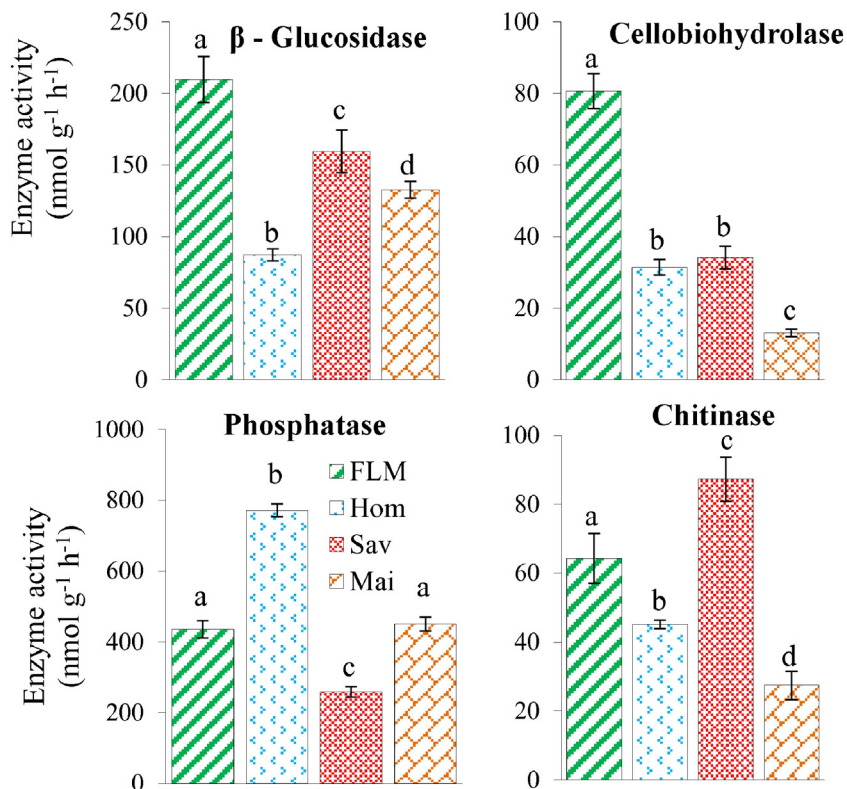 β - Glucosidase
Enzyme activity
(nmol g⁻¹ h⁻¹)
250
200
150
100
50
0
a
b
c
d
Cellobiohydrolase
80
60
40
20
0
100
a
b
b
c
Phosphatase
Enzyme activity
(nmol g⁻¹ h⁻¹)
1000
800
600
400
200
0
a
b
c
a
FLM
Hom
Sav
Mai
Chitinase
100
80
60
40
20
0
a
b
c
d